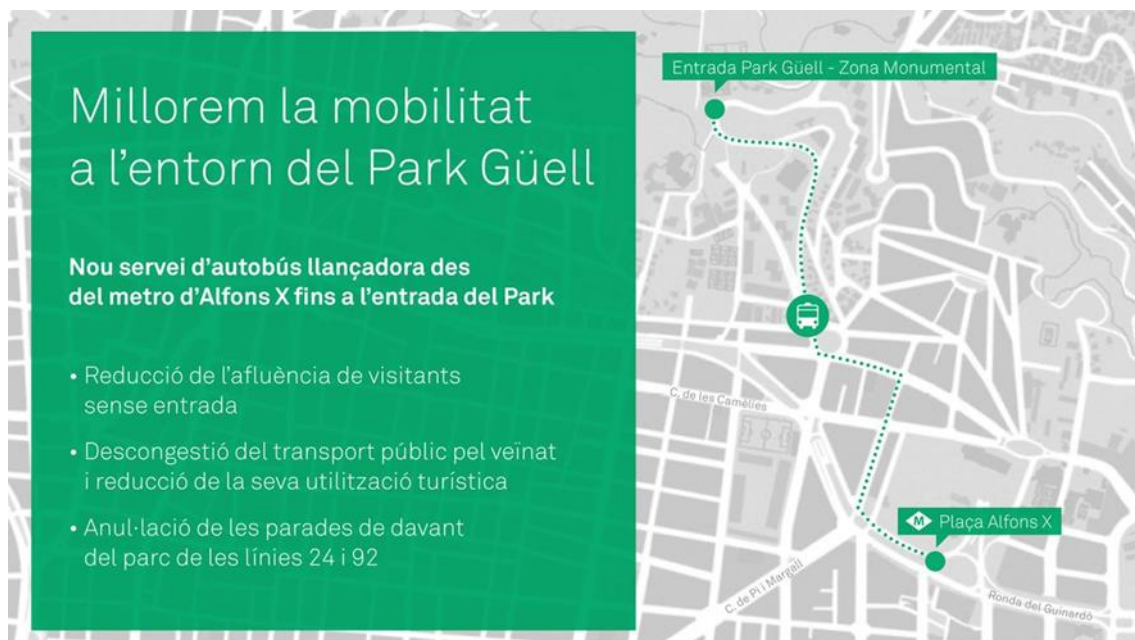 Millorem la mobilitat
a l'entorn del Park Güell
Nou servei d'autobús llançadora des
del metro d'Alfons X fins a l'entrada del Park
• Reducció de l'afluència de visitants
sense entrada
• Descongestió del transport públic pel veïnat
i reducció de la seva utilització turística
• Anul·lació de les parades de davant
del parc de les línies 24 i 92
Entrada Park Güell - Zona Monumental
C. de les Camèlies
M Plaça Alfons X
C. de Pi i Margall
Ronda del Guinardó